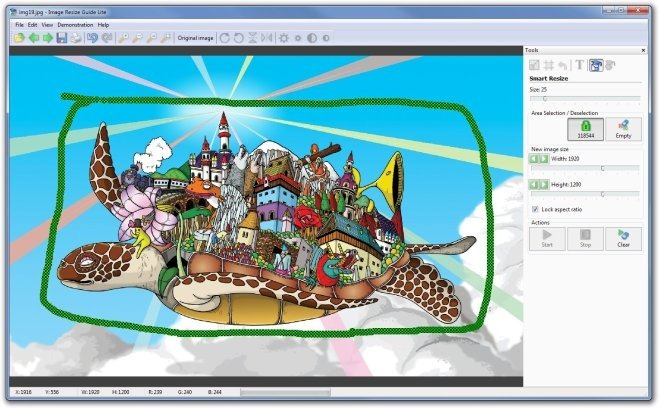 img19.jpg - Image Resize Guide Lite
File Edit View Demonstration Help
Original image
Tools
T
Smart Resize
Size: 25
Area Selection / Deselection
118544 Empty
New image size
Width: 1920
Height: 1200
Lock aspect ratio
Actions
Start Stop Clear
X:1916 Y:556 W:1920 H:1200 R:239 G:240 B:244